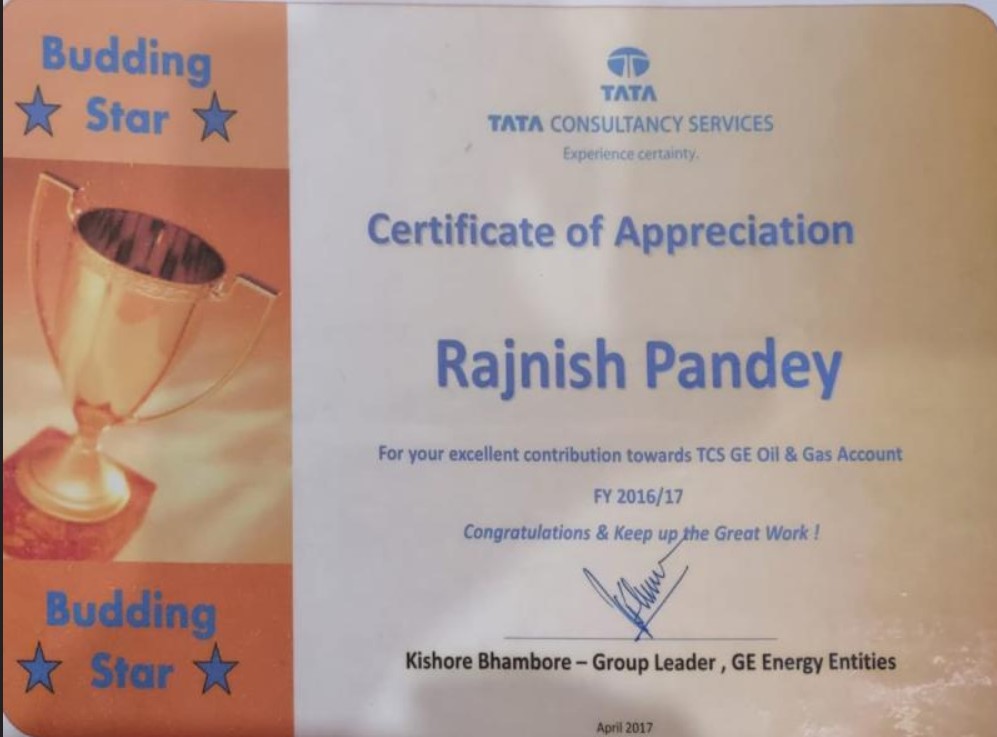 Budding
Star
TATA
TATA CONSULTANCY SERVICES
Experience certainty.
Certificate of Appreciation
Rajnish Pandey
For your excellent contribution towards TCS GE Oil & Gas Account
FY 2016/17
Congratulations & Keep up the Great Work !
Kishore Bhambore – Group Leader , GE Energy Entities
April 2017
Budding
Star